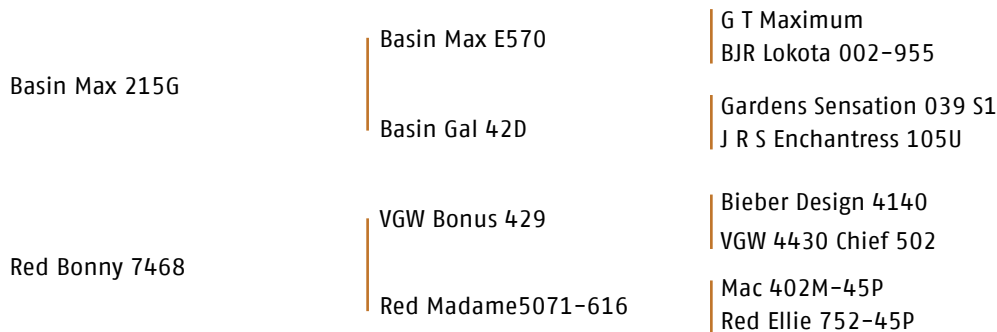 G T Maximum
Basin Max E570
BJR Lokota 002-955
Basin Max 215G
Gardens Sensation 039 S1
Basin Gal 42D
J R S Enchantress 105U
Bieber Design 4140
VGW Bonus 429
VGW 4430 Chief 502
Red Bonny 7468
Mac 402M-45P
Red Madame5071-616
Red Ellie 752-45P